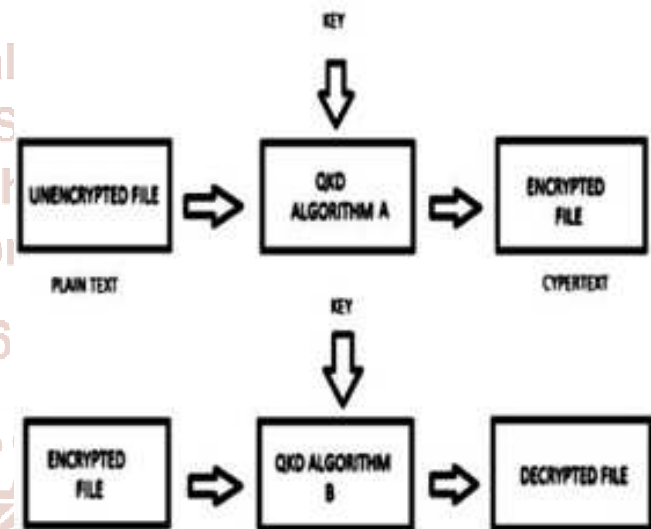 KEY
UNENCRYPTED FILE
QKD
ALGORITHM A
ENCRYPTED
FILE
PLAIN TEXT
CYPERTEXT
KEY
ENCRYPTED
FILE
QKD ALGORITHM
B
DECRYPTED FILE